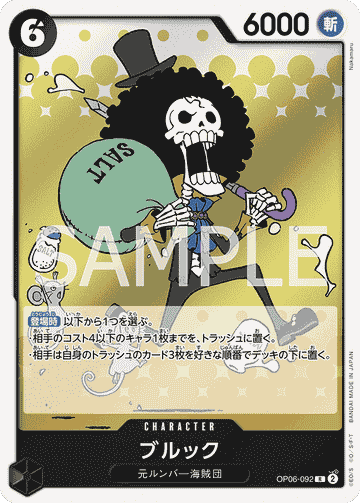 6
6000
斬
Nakamaru
SALT
SALT
SAMPLE
登場時 以下から1つを選ぶ。
・相手のコスト4以下のキャラ1枚までを、トラッシュに置く。
・相手は自身のトラッシュのカード3枚を好きな順番でデッキの下に置く。
CHARACTER
ブルック
元ルンバー海賊団
OP06-092 R 2
BANDAI MADE IN JAPAN